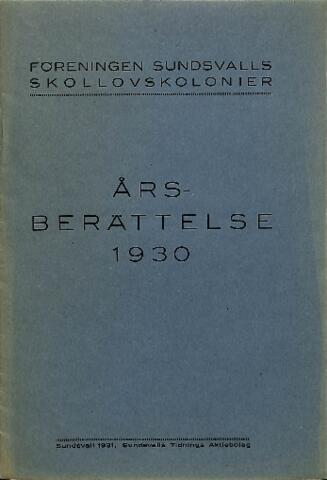 FÖRENINGEN SUNDSVALLS
SKOLLOVSKOLONIER
ÅRS-
BERÄTTELSE
1930
Sundsvall 1931, Sundsvalls Tidnings Aktiebolag